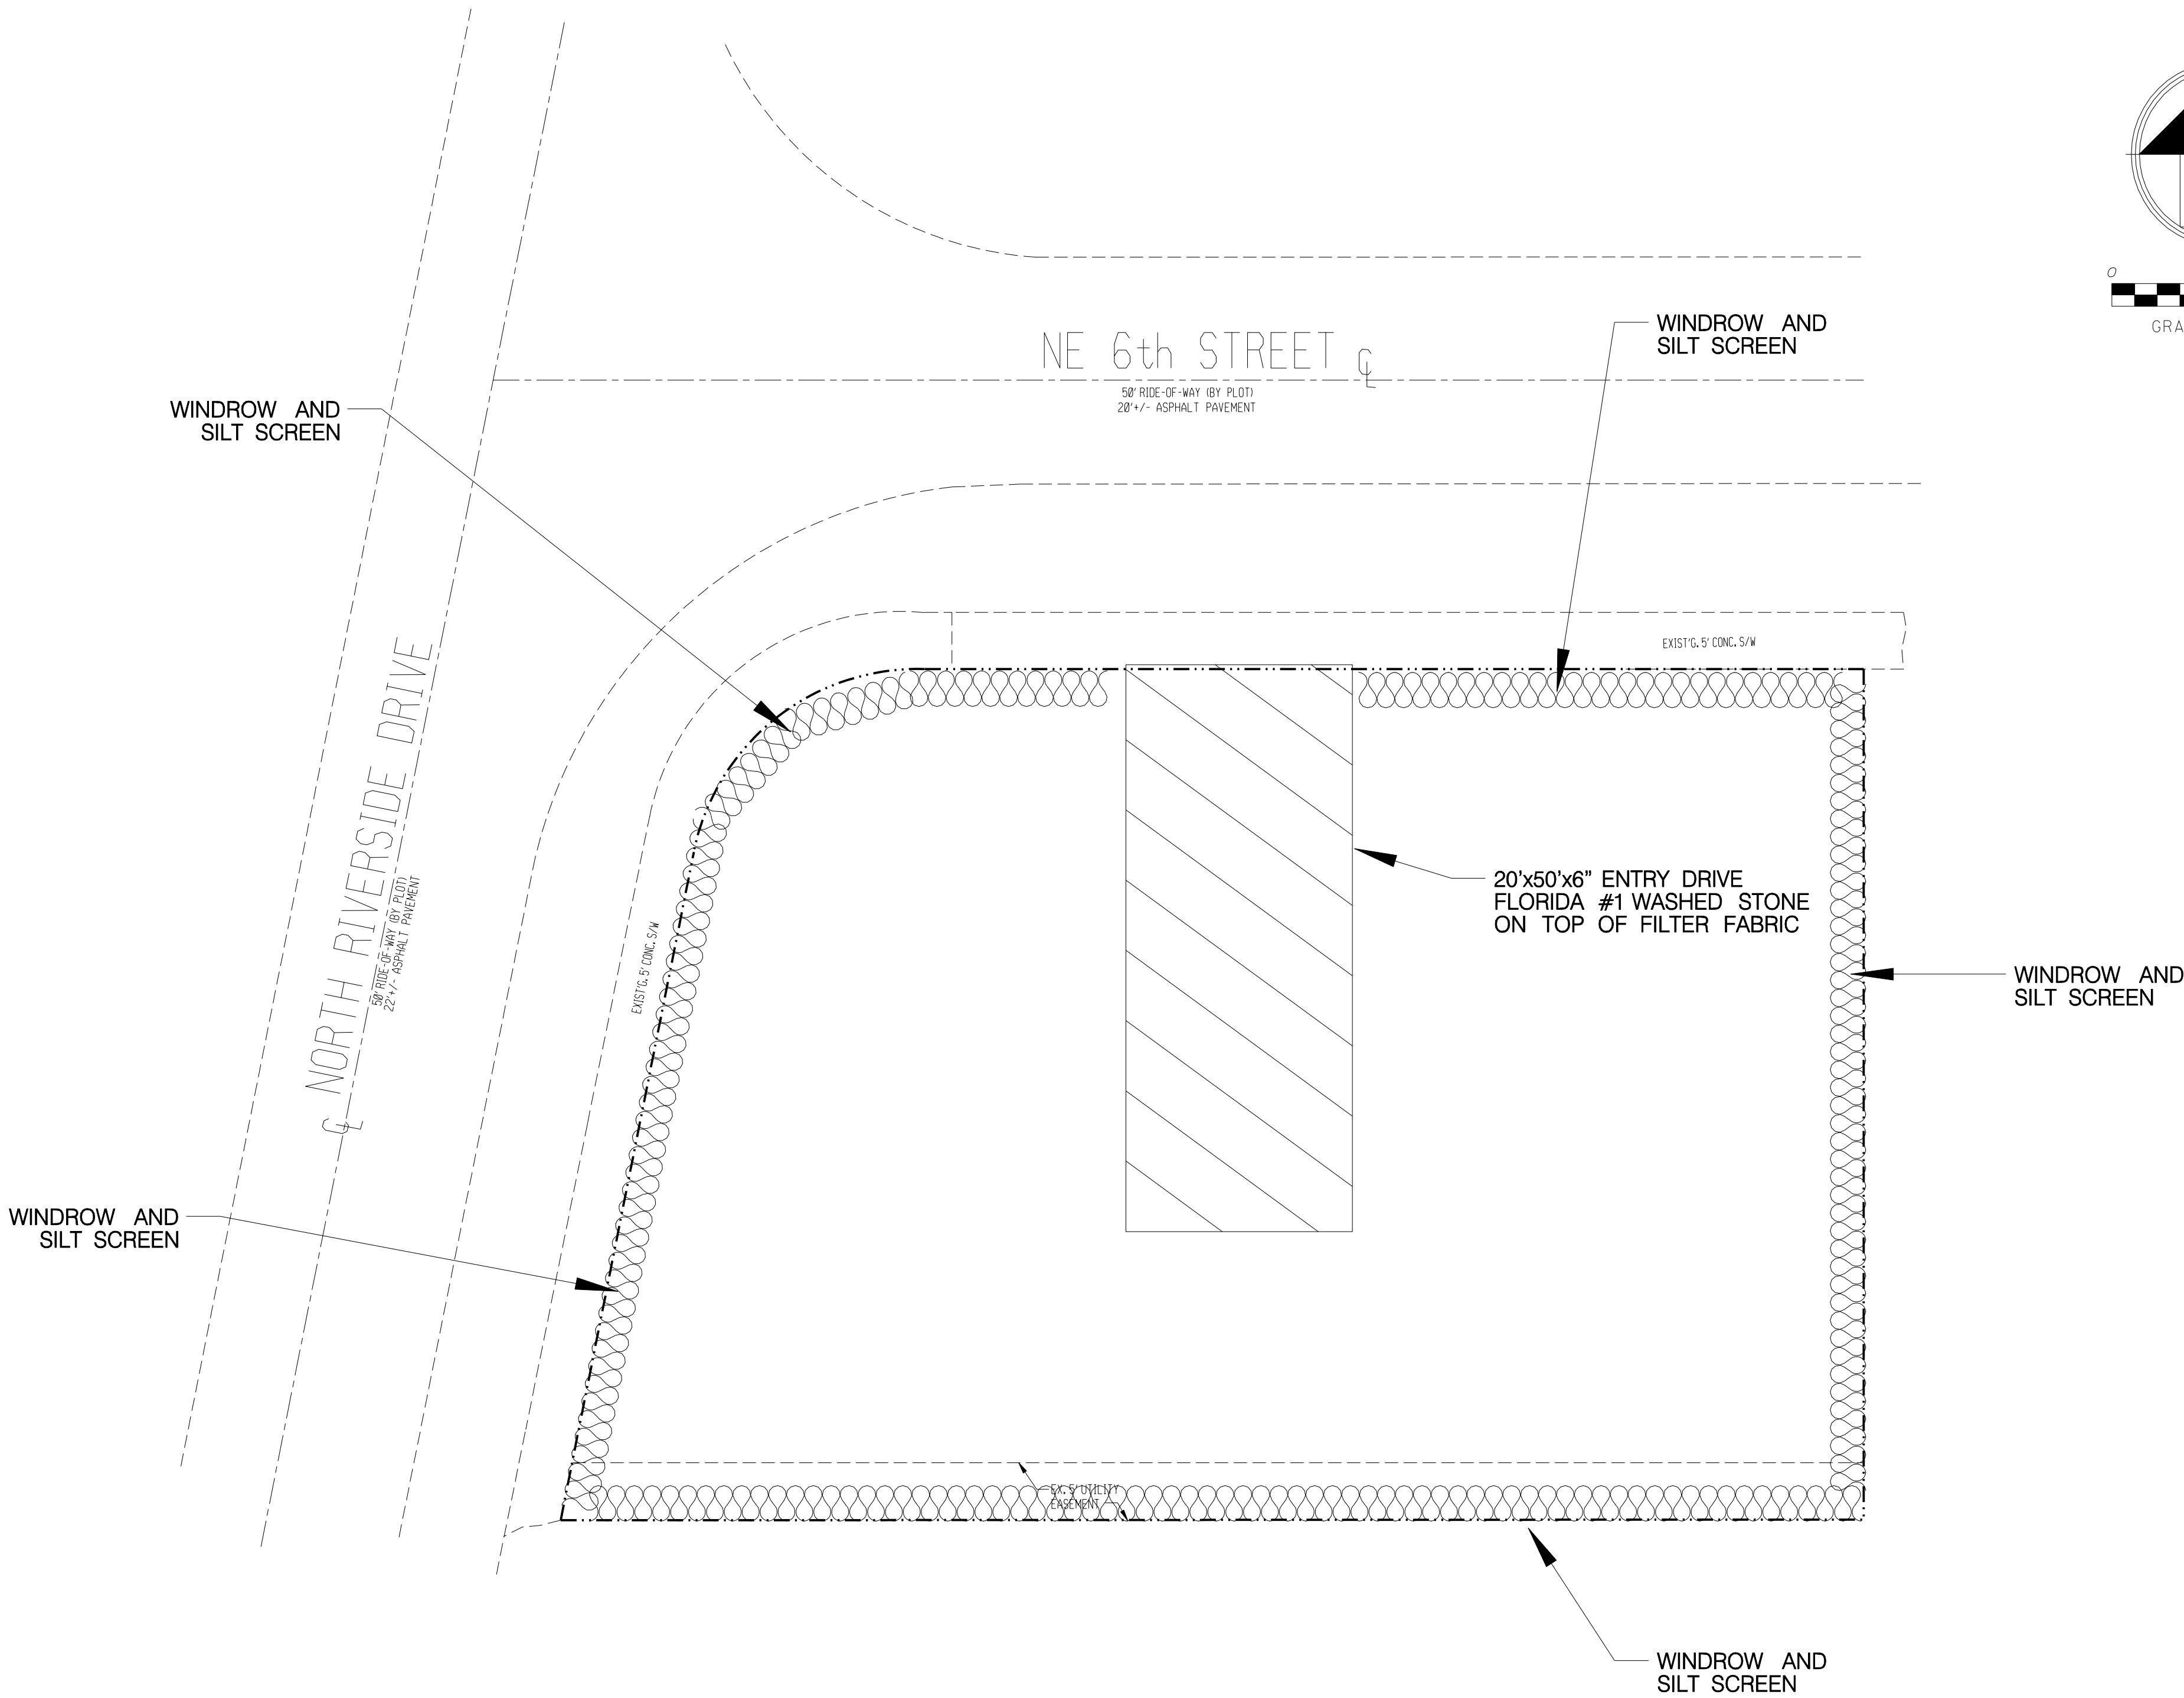 0
GRA
NE 6th STREET ℄
50' RIDE-OF-WAY (BY PLOT)
20'+/- ASPHALT PAVEMENT
WINDROW AND
SILT SCREEN
WINDROW AND
SILT SCREEN
EXIST'G. 5' CONC. S/W
℄ NORTH RIVERSIDE DRIVE
50' RIDE-OF-WAY (BY PLOT)
22'+/- ASPHALT PAVEMENT
EXIST'G. 5' CONC. S/W
20'x50'x6" ENTRY DRIVE
FLORIDA #1 WASHED STONE
ON TOP OF FILTER FABRIC
WINDROW AND
SILT SCREEN
WINDROW AND
SILT SCREEN
EX. 5' UTILITY
EASEMENT
WINDROW AND
SILT SCREEN